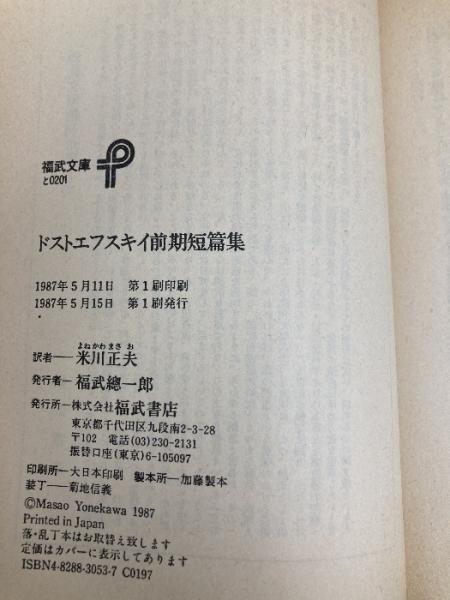 福武文庫
と0201
ドストエフスキイ前期短篇集
1987年5月11日 第1刷印刷
1987年5月15日 第1刷発行
よねかわまさ お
訳者―米川正夫
発行者―福武總一郎
発行所―株式会社福武書店
東京都千代田区九段南2-3-28
〒102 電話(03)230-2131
振替口座(東京)6-105097
印刷所―大日本印刷 製本所―加藤製本
装丁―菊地信義
©Masao Yonekawa 1987
Printed in Japan
落・乱丁本はお取替え致します
定価はカバーに表示してあります
ISBN4-8288-3053-7 C0197